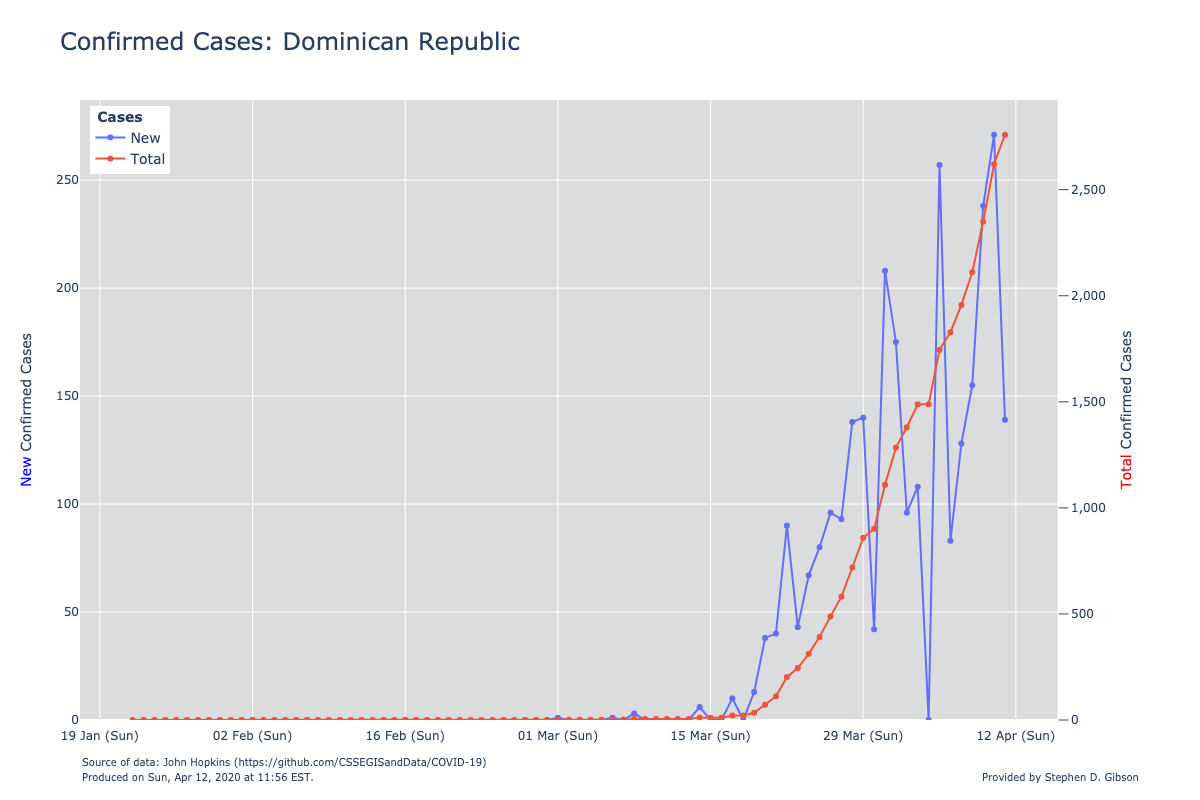 Confirmed Cases: Dominican Republic
Cases
New
Total
250
200
150
100
50
0
2,500
2,000
1,500
1,000
500
0
New Confirmed Cases
Total Confirmed Cases
19 Jan (Sun) 02 Feb (Sun) 16 Feb (Sun) 01 Mar (Sun) 15 Mar (Sun) 29 Mar (Sun) 12 Apr (Sun)
Source of data: John Hopkins (https://github.com/CSSEGISandData/COVID-19)
Produced on Sun, Apr 12, 2020 at 11:56 EST.
Provided by Stephen D. Gibson